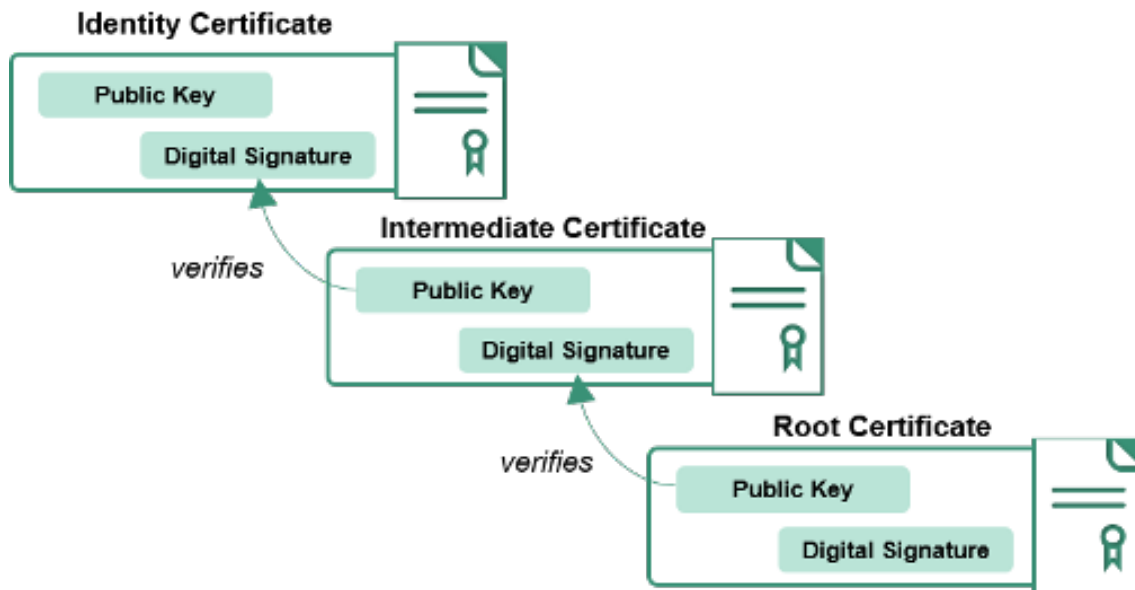 Identity Certificate
Public Key
Digital Signature
verifies
Intermediate Certificate
Public Key
Digital Signature
verifies
Root Certificate
Public Key
Digital Signature